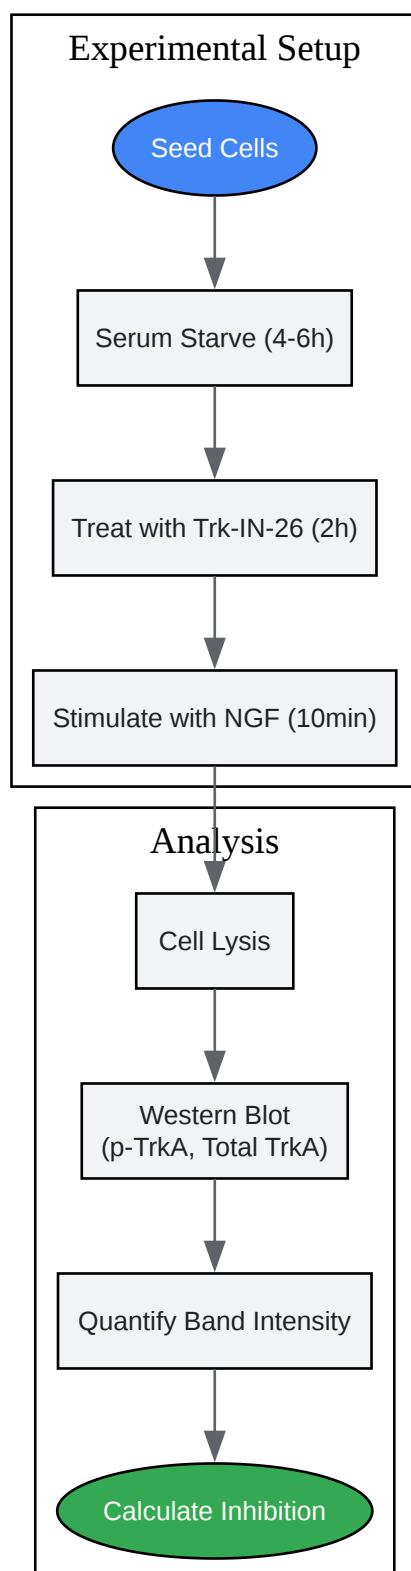 Experimental Setup
Seed Cells
Serum Starve (4-6h)
Treat with Trk-IN-26 (2h)
Stimulate with NGF (10min)
Analysis
Cell Lysis
Western Blot
(p-TrkA, Total TrkA)
Quantify Band Intensity
Calculate Inhibition